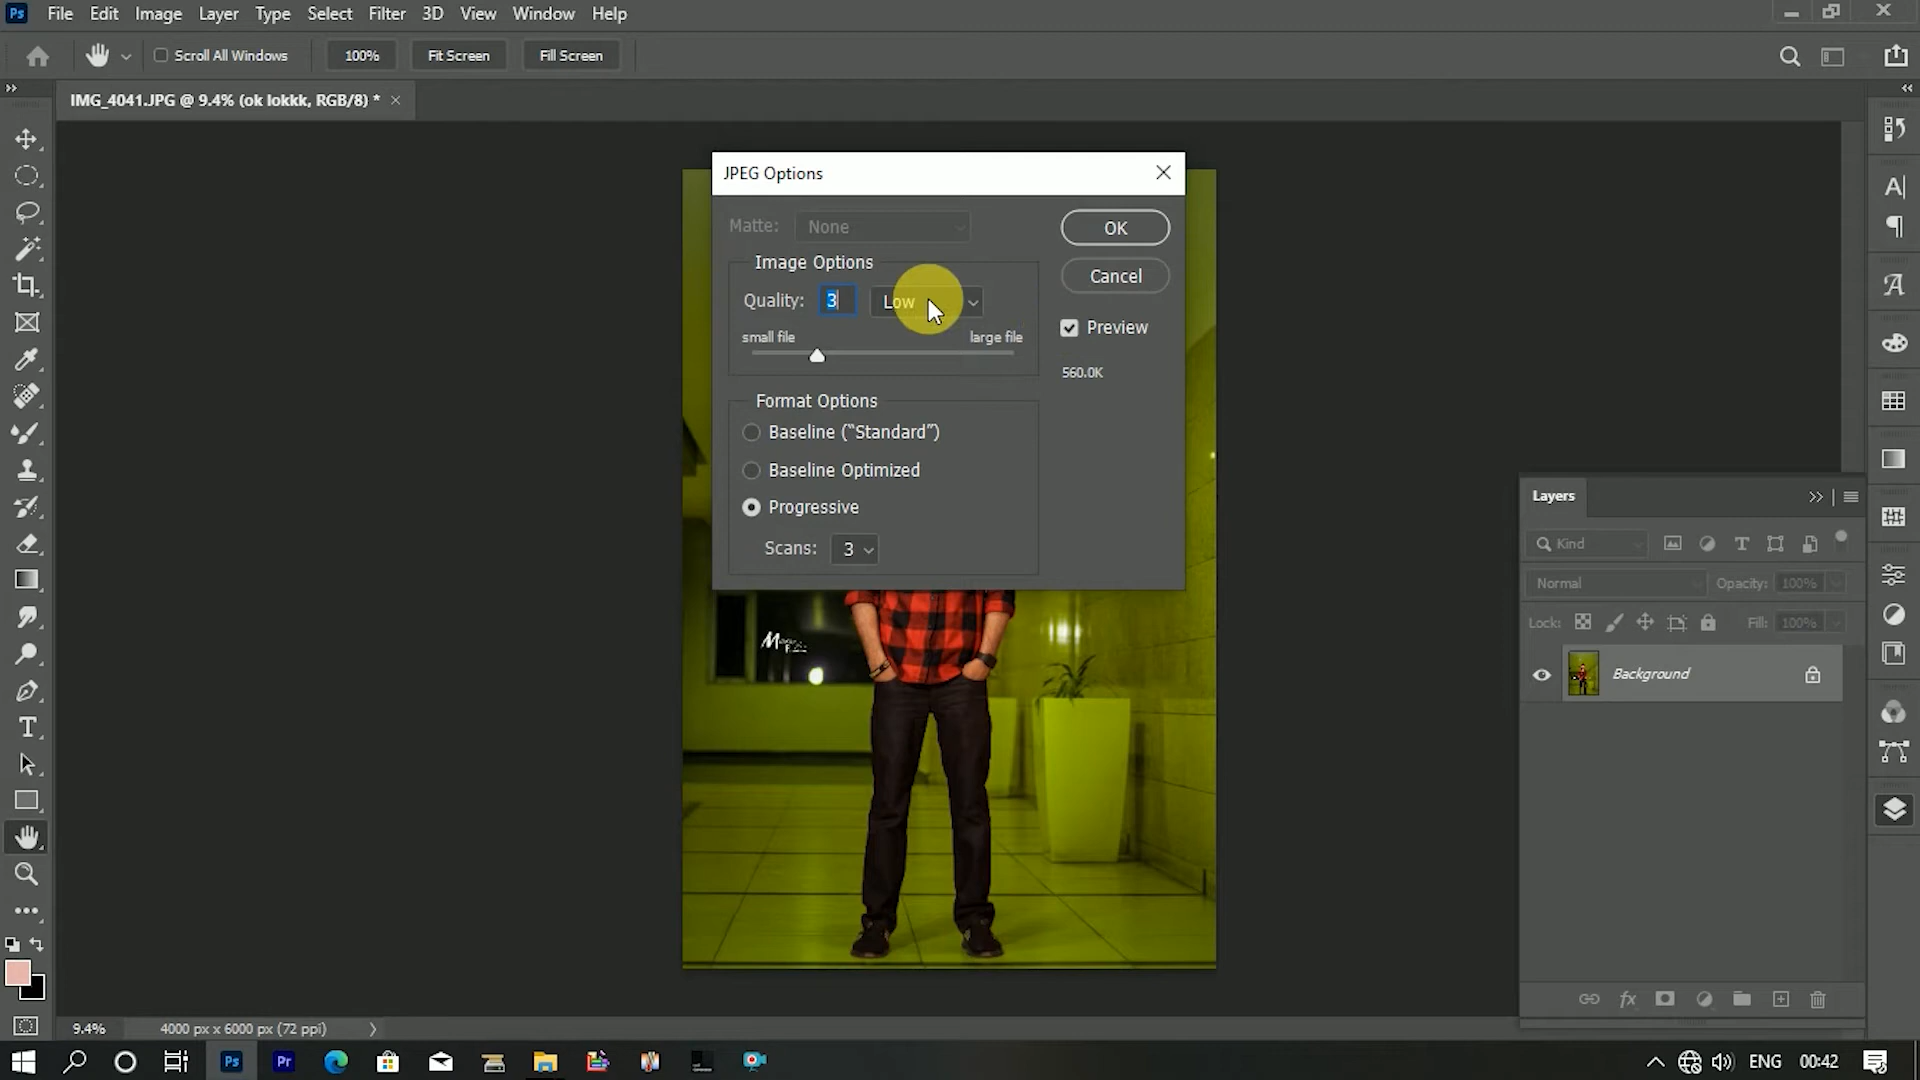 Ps File Edit Image Layer Type Select Filter 3D View Window Help
Scroll All Windows 100% Fit Screen Fill Screen
IMG_4041.JPG @ 9.4% (ok lokkk, RGB/8) *
JPEG Options
Matte: None
OK
Image Options
Cancel
Quality: 3 Low
Preview
small file large file
560.0K
Format Options
Baseline (“Standard”)
Baseline Optimized
Progressive
Scans: 3
Layers
Kind
Normal Opacity: 100%
Lock: Fill: 100%
Background
9.4% 4000 px x 6000 px (72 ppi)
Ps Pr ENG 00:42